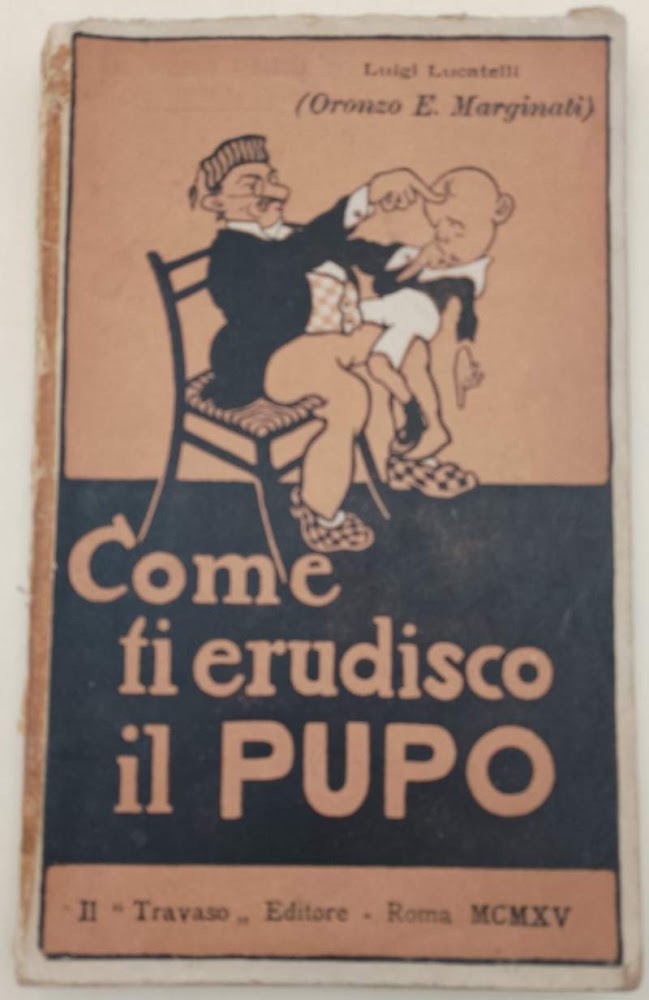 Luigi Lucatelli
(Oronzo E. Marginati)
Come
ti erudisco
il PUPO
Il " Travaso „ Editore - Roma MCMXV